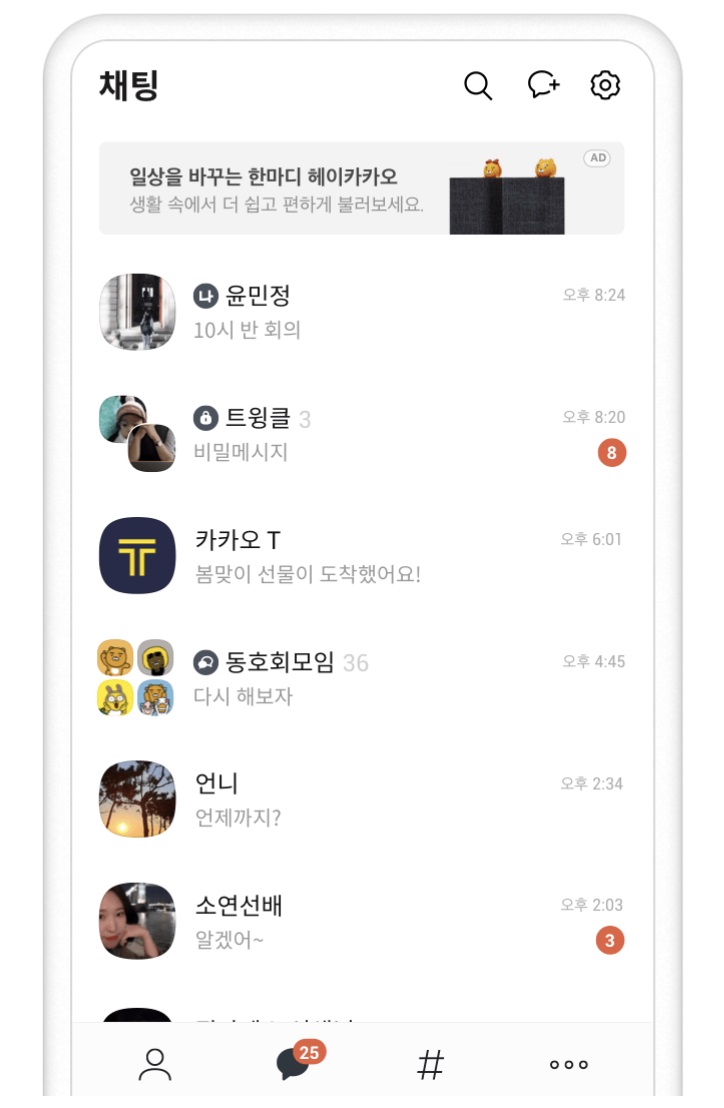 채팅
일상을 바꾸는 한마디 헤이카카오
AD
생활 속에서 더 쉽고 편하게 불러보세요.
나 윤민정
오후 8:24
10시 반 회의
트윙클 3
오후 8:20
비밀메시지
8
카카오 T
오후 6:01
봄맞이 선물이 도착했어요!
동호회모임 36
오후 4:45
다시 해보자
언니
오후 2:34
언제까지?
소연선배
오후 2:03
알겠어~
3
25